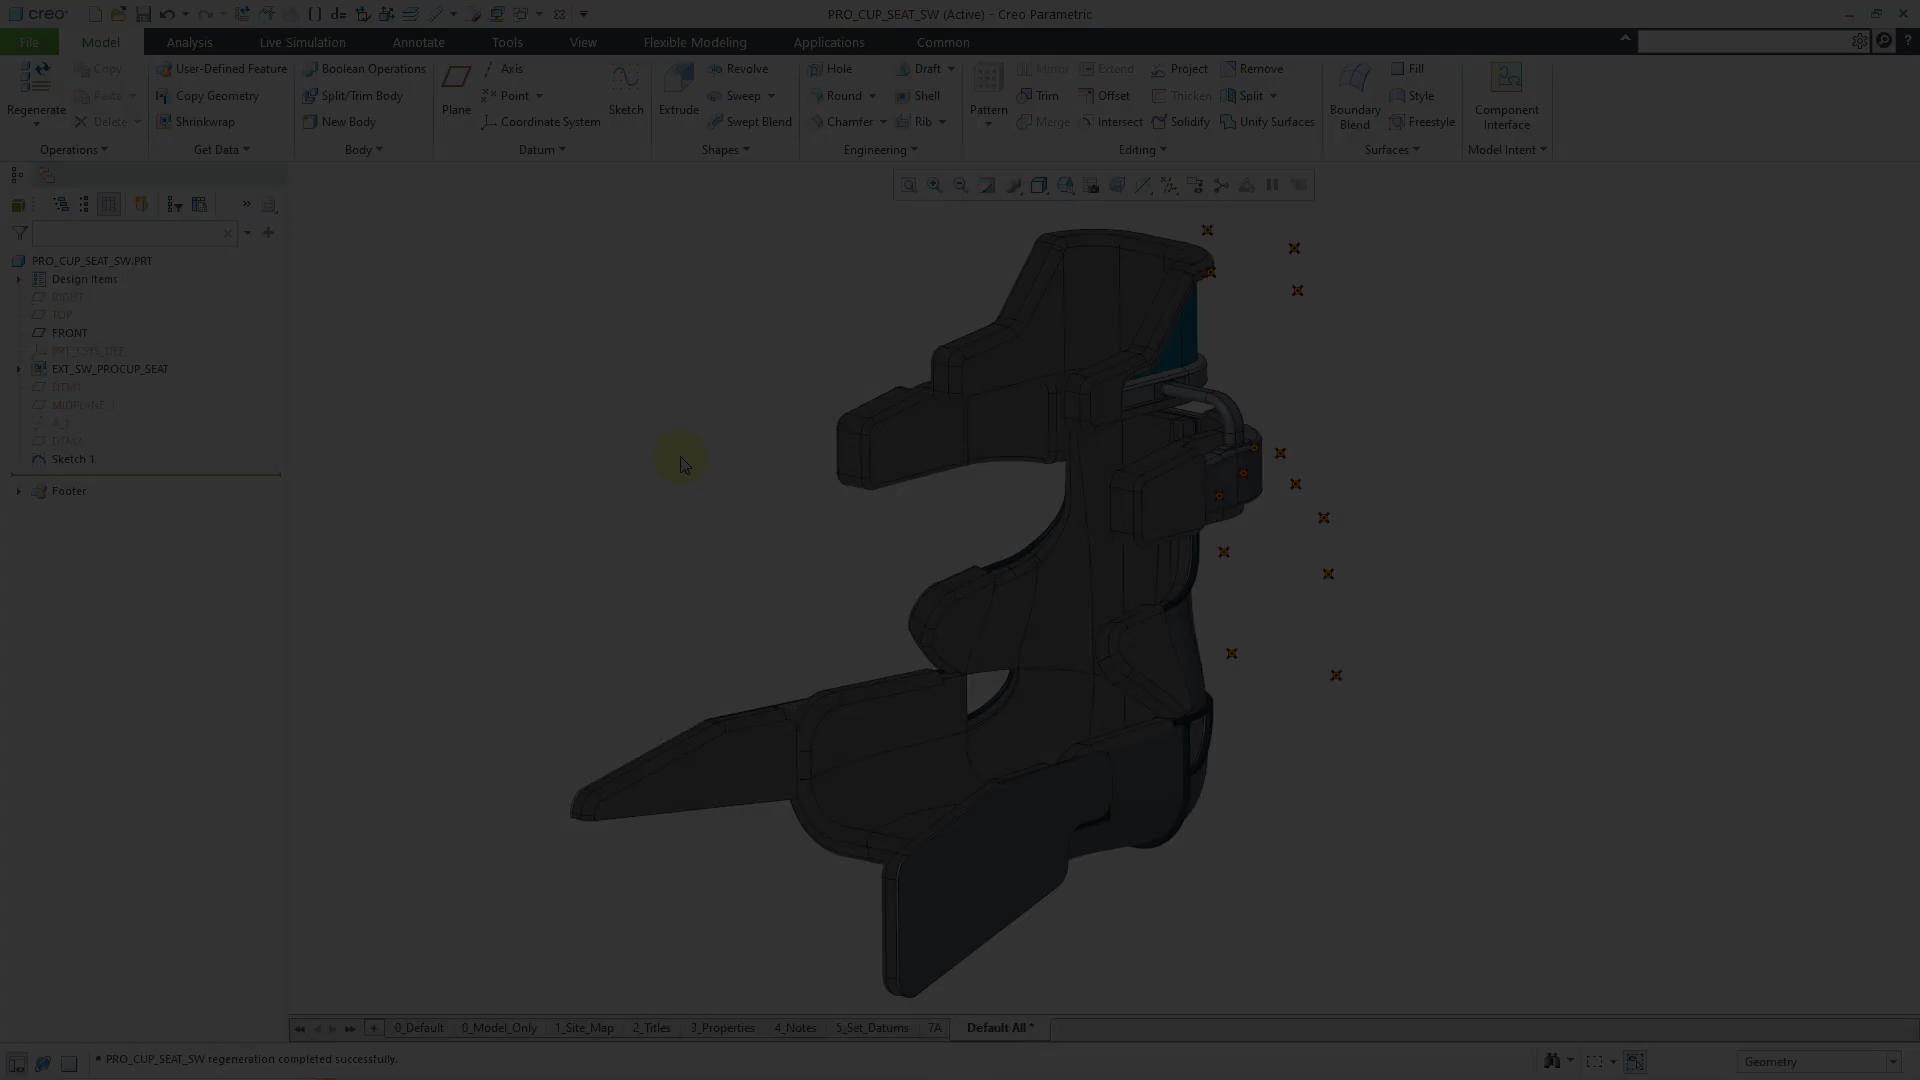 creo
d=
PRO_CUP_SEAT_SW (Active) - Creo Parametric
File
Model
Analysis
Live Simulation
Annotate
Tools
View
Flexible Modeling
Applications
Common
Regenerate
Copy
Paste
Delete
Operations
User-Defined Feature
Copy Geometry
Shrinkwrap
Get Data
Boolean Operations
Split/Trim Body
New Body
Body
Plane
Axis
Point
Coordinate System
Sketch
Datum
Extrude
Revolve
Sweep
Swept Blend
Shapes
Hole
Round
Chamfer
Draft
Shell
Rib
Engineering
Pattern
Mirror
Extend
Project
Remove
Trim
Offset
Thicken
Split
Merge
Intersect
Solidify
Unify Surfaces
Editing
Boundary Blend
Fill
Style
Freestyle
Surfaces
Component Interface
Model Intent
PRO_CUP_SEAT_SW.PRT
Design Items
RIGHT
TOP
FRONT
PRT_CSYS_DEF
EXT_SW_PROCUP_SEAT
DTM1
MIDPLANE_1
A_1
DTM2
Sketch 1
Footer
0_Default
0_Model_Only
1_Site_Map
2_Titles
3_Properties
4_Notes
5_Set_Datums
7A
Default All *
• PRO_CUP_SEAT_SW regeneration completed successfully.
Geometry